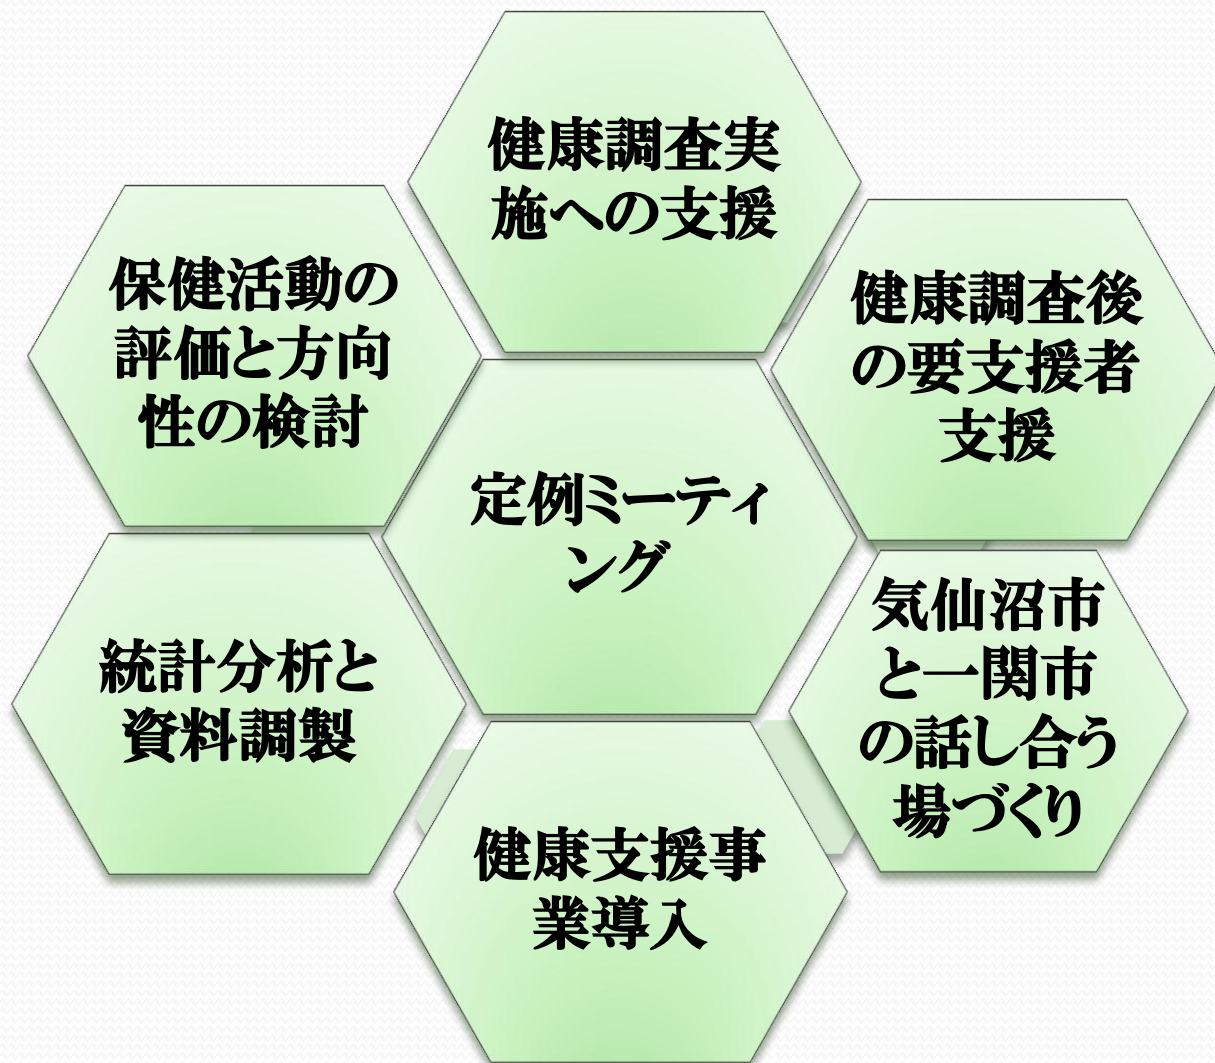 健康調査実
施への支援
保健活動の
評価と方向
性の検討
健康調査後
の要支援者
支援
定例ミーティ
ング
統計分析と
資料調製
気仙沼市
と一関市
の話し合う
場づくり
健康支援事
業導入